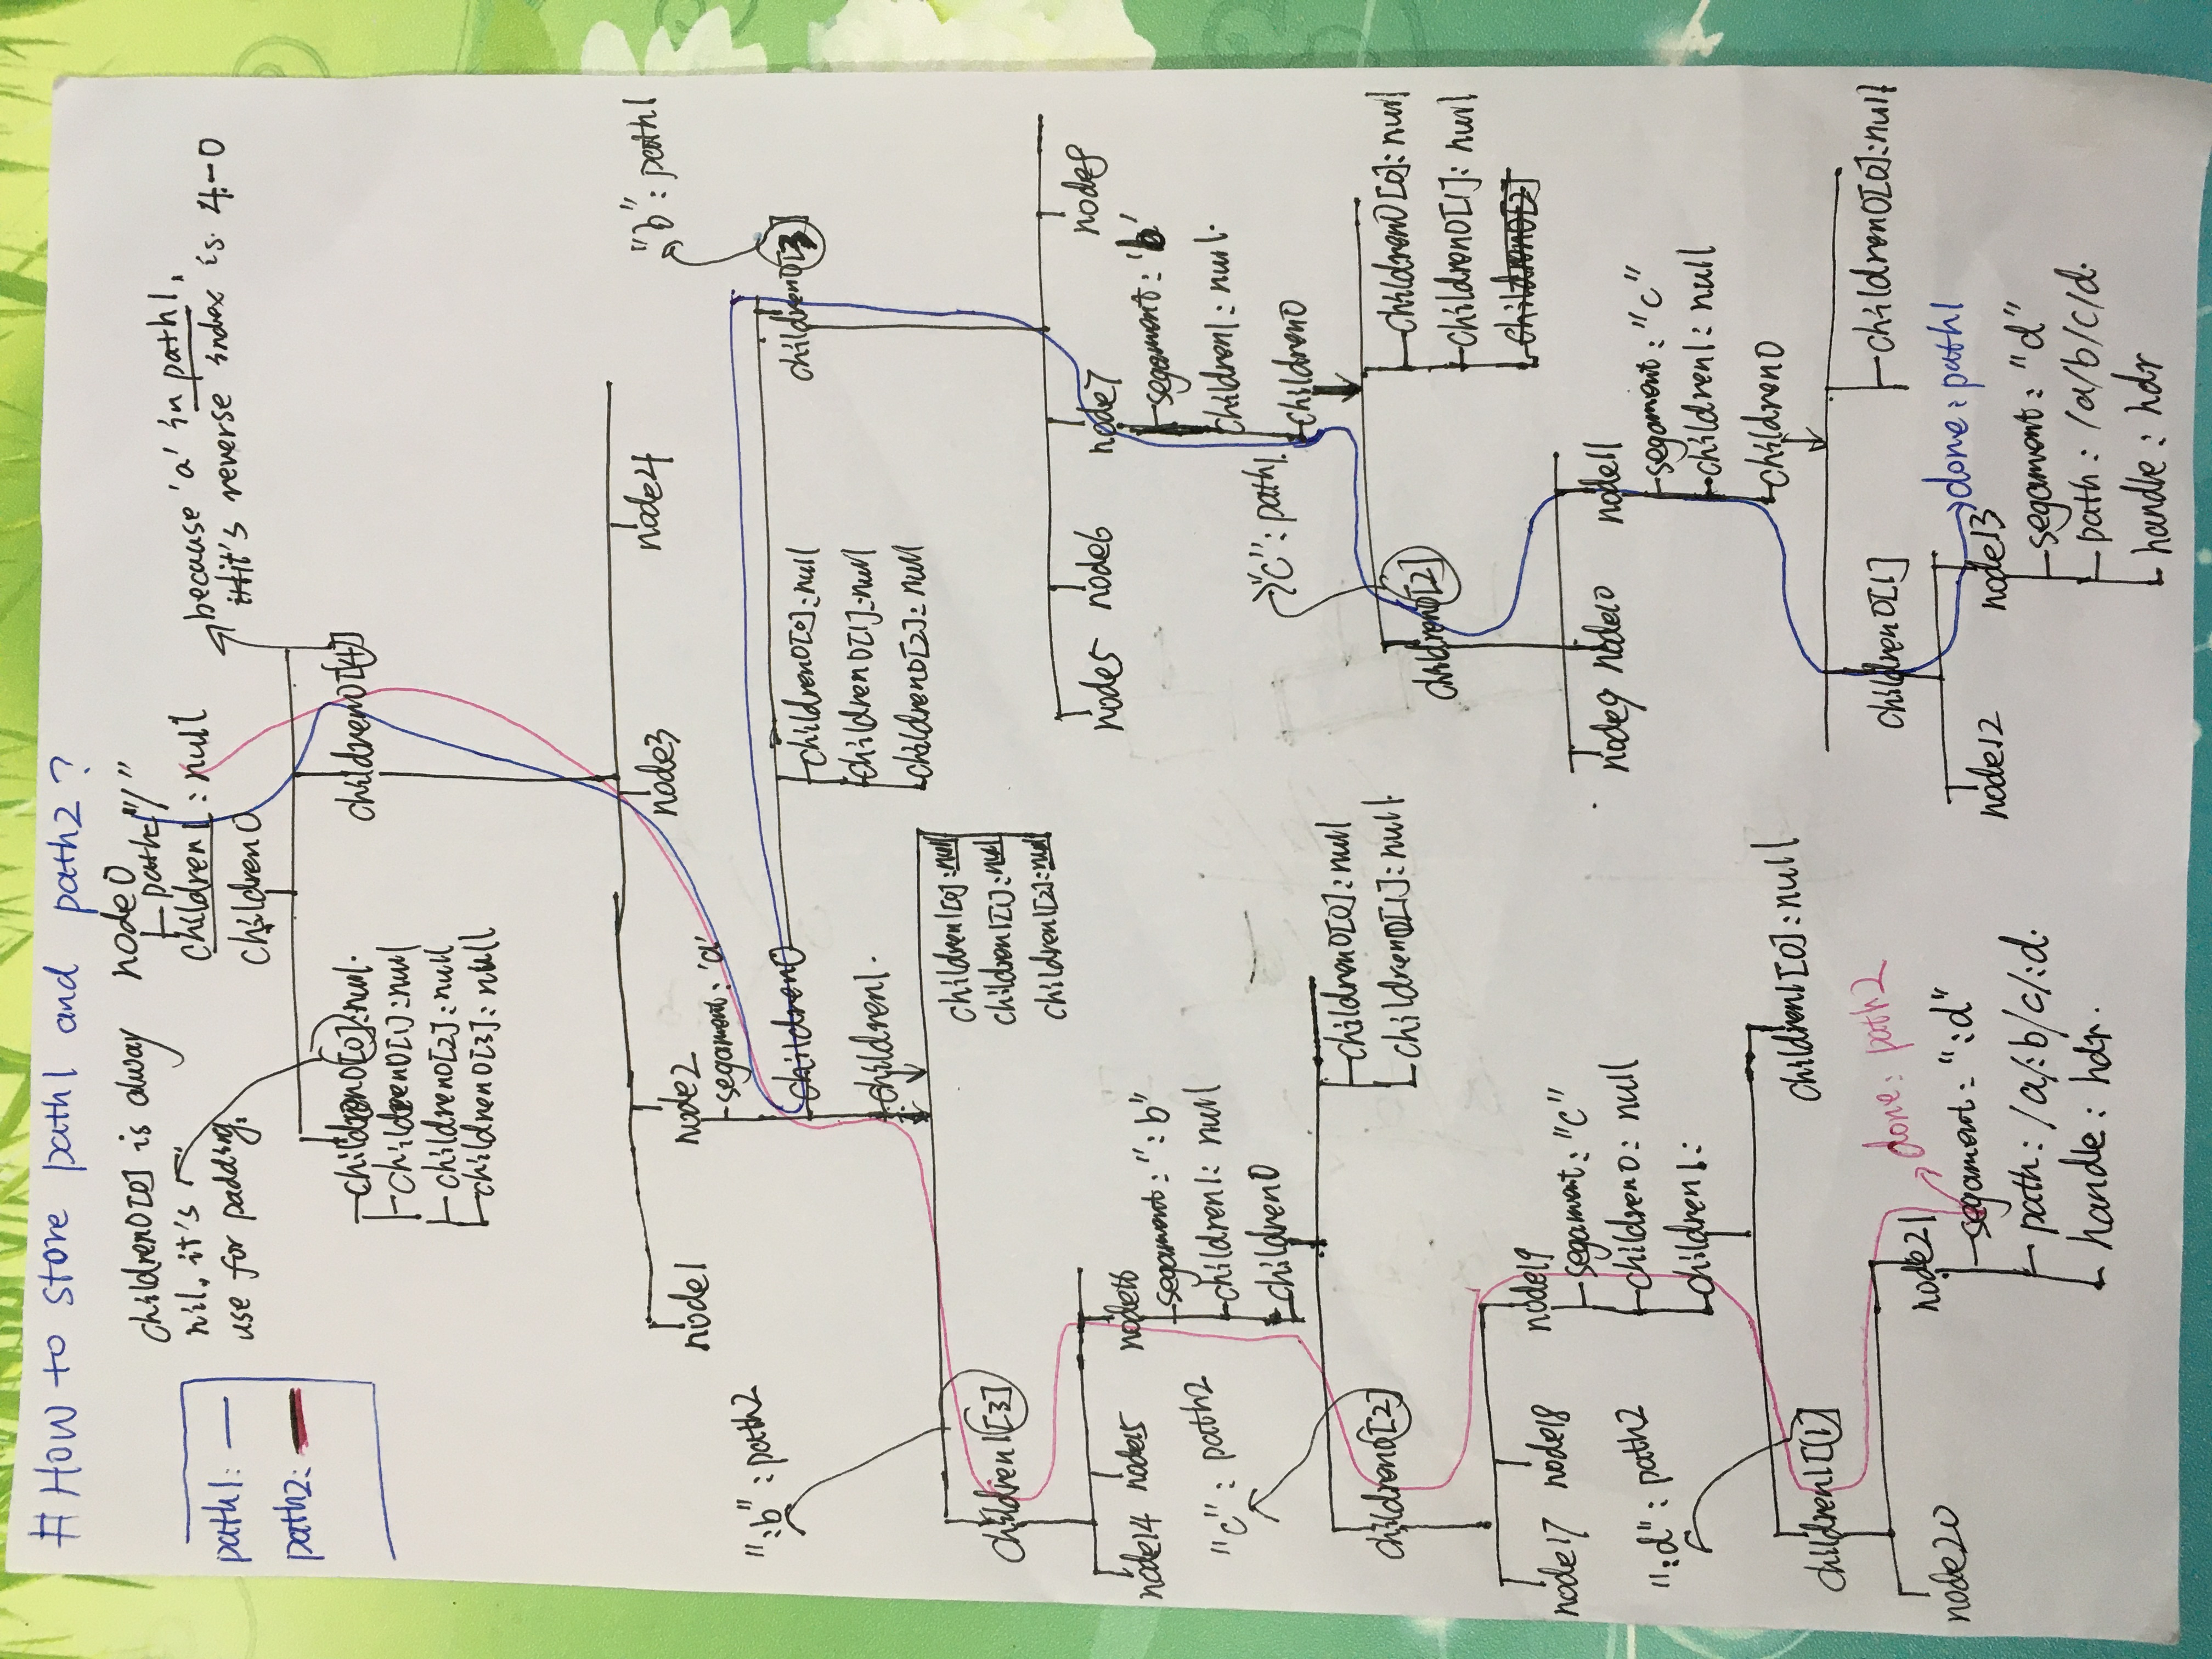 # How to store path1 and path2?
children0[0] is alway
nil, it's
use for padding.
path1:
path2:
node0
path="/"
children1: null
children0
because 'a' in path1,
it's reverse index is 4-0
children0[0]:null.
children0[1]:null
children0[2]:null
children0[3]:null
children0[4]
node1
node2
node3
node4
segament: 'a'
":b": path2
"b": path1
children0
children0[0]:null
children0[1]:null
children0[2]:null
children0[3]
children1.
children1[3]
children1[0]:null
children1[1]:null
children1[2]:null
node14
node15
node16
segament: ":b"
children1: null
children0
node5
node6
node7
node8
segament: 'b'
children1: null.
children0
"c": path2
"c": path1.
children0[2]
children0[0]:null
children0[1]:null.
children0[2]
children0[0]: null
children0[1]: null
children0[2]
node17
node18
node19
segament: "c"
children0: null
children1:
node9
node10
node11
segament: "c"
children1: null
children0
":d": path2
children1[1]
children1[0]:null
children0[1]
children0[0]:null
node20
node21
done: path2
segament: ":d"
path: /a/:b/c/:d.
handle: hdr.
node12
node13
done: path1
segament: "d"
path: /a/b/c/d.
handle: hdr